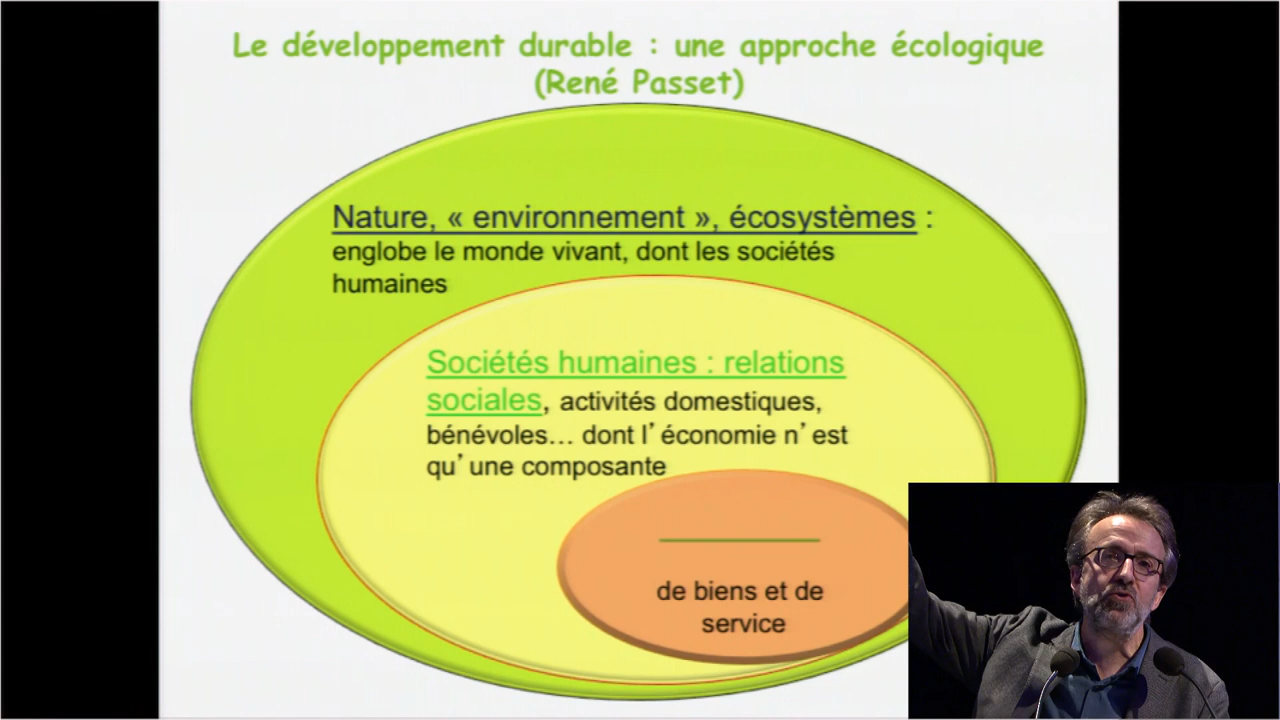 Le développement durable : une approche écologique
(René Passet)
Nature, « environnement », écosystèmes :
englobe le monde vivant, dont les sociétés
humaines
Sociétés humaines : relations
sociales, activités domestiques,
bénévoles… dont l’économie n’est
qu’une composante
de biens et de
service